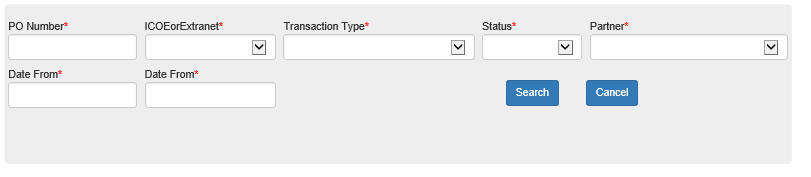 PO Number* ICOEorExtranet* Transaction Type* Status* Partner*
Date From* Date From*
Search Cancel